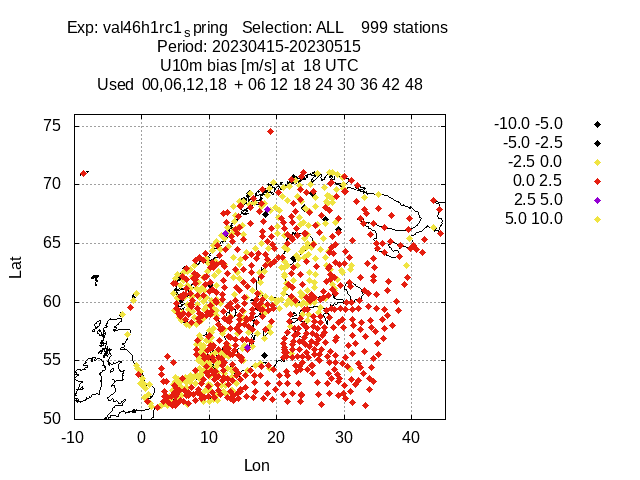 Exp: val46h1rc1spring Selection: ALL 999 stations
Period: 20230415-20230515
U10m bias [m/s] at 18 UTC
Used 00,06,12,18 + 06 12 18 24 30 36 42 48
-10.0 -5.0
-5.0 -2.5
-2.5 0.0
0.0 2.5
2.5 5.0
5.0 10.0
75
70
65
60
55
50
Lat
-10 0 10 20 30 40
Lon